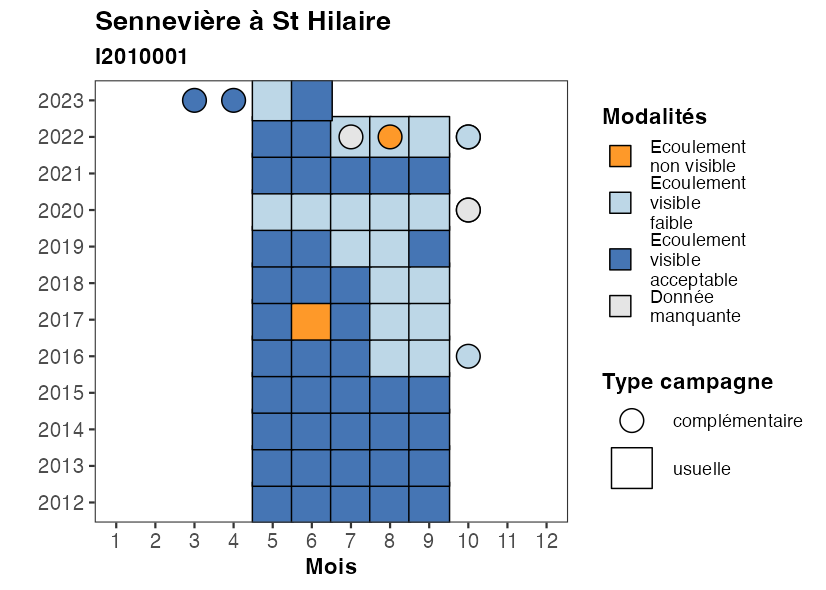 Sennevière à St Hilaire
I2010001
2023
2022
2021
2020
2019
2018
2017
2016
2015
2014
2013
2012
1 2 3 4 5 6 7 8 9 10 11 12
Mois
Modalités
Ecoulement
non visible
Ecoulement
visible
faible
Ecoulement
visible
acceptable
Donnée
manquante
Type campagne
complémentaire
usuelle